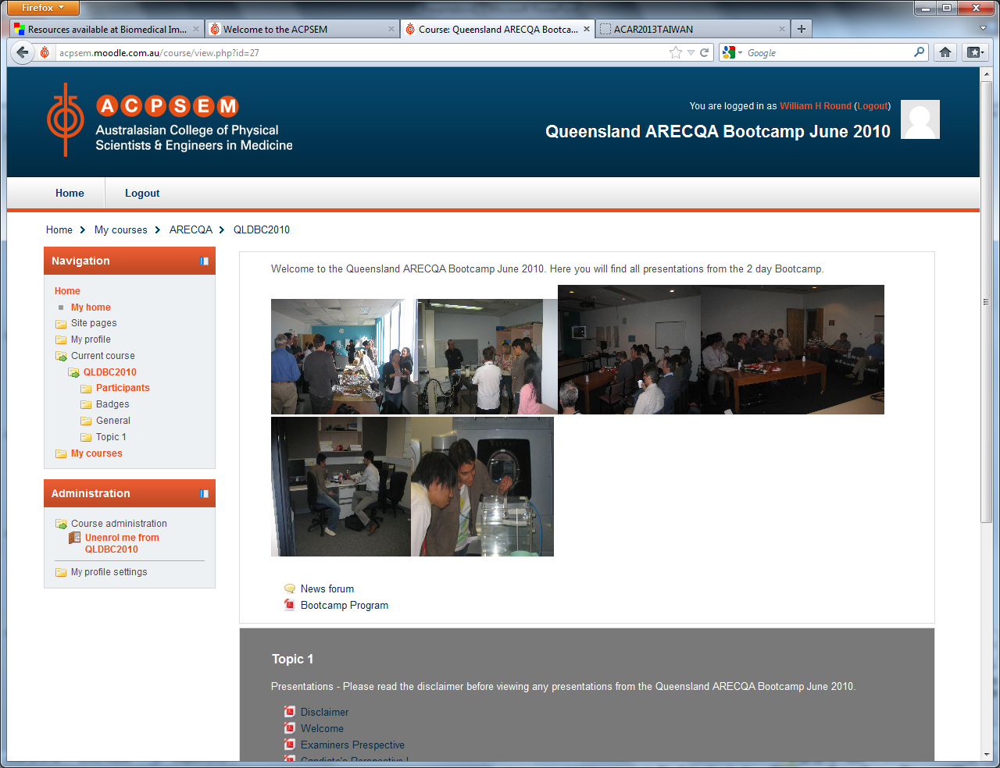 Firefox
Resources available at Biomedical Im...
Welcome to the ACPSEM
Course: Queensland ARECQA Bootca...
ACAR2013TAIWAN
acpsem.moodle.com.au/course/view.php?id=27
Google
ACPSEM
Australasian College of Physical
Scientists & Engineers in Medicine
You are logged in as William H Round (Logout)
Queensland ARECQA Bootcamp June 2010
Home
Logout
Home
My courses
ARECQA
QLDBC2010
Navigation
Home
My home
Site pages
My profile
Current course
QLDBC2010
Participants
Badges
General
Topic 1
My courses
Administration
Course administration
Unenrol me from
QLDBC2010
My profile settings
Welcome to the Queensland ARECQA Bootcamp June 2010. Here you will find all presentations from the 2 day Bootcamp.
News forum
Bootcamp Program
Topic 1
Presentations - Please read the disclaimer before viewing any presentations from the Queensland ARECQA Bootcamp June 2010.
Disclaimer
Welcome
Examiners Prespective
Candiate's Perspective I